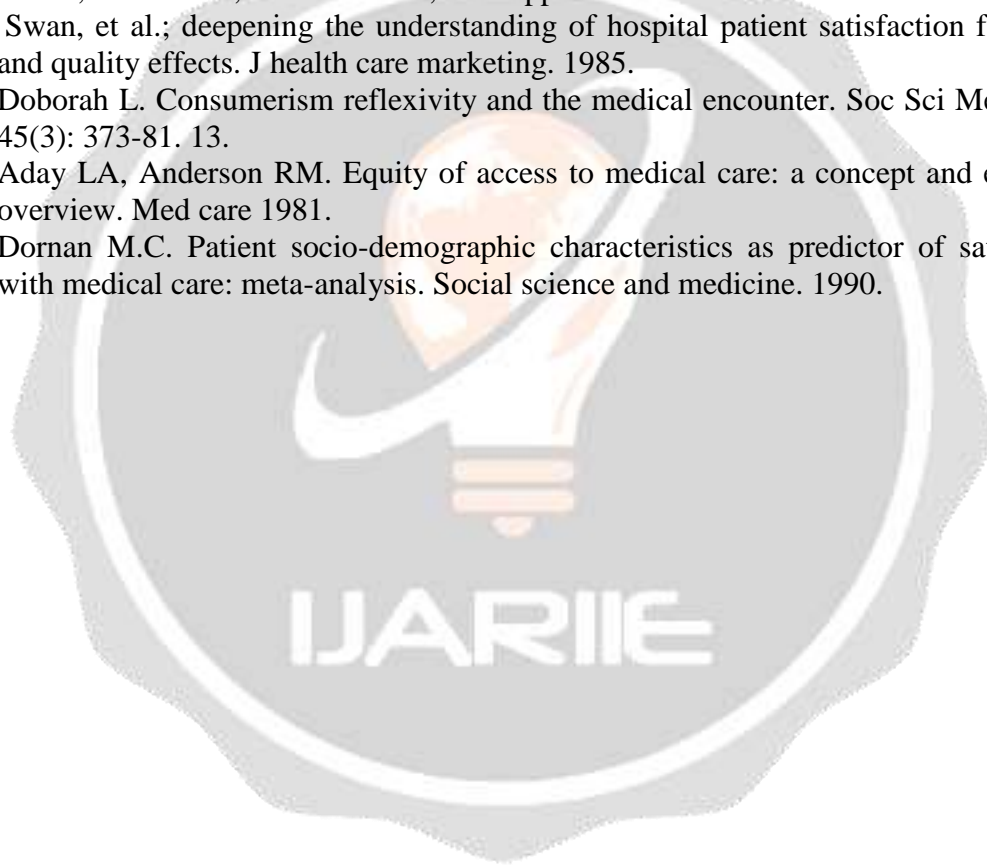 Swan, et al.; deepening the understanding of hospital patient satisfaction
and quality effects. J health care marketing. 1985.
Doborah L. Consumerism reflexivity and the medical encounter. Soc Sci
45(3): 373-81. 13.
Aday LA, Anderson RM. Equity of access to medical care: a concept and
overview. Med care 1981.
Dornan M.C. Patient socio-demographic characteristics as predictor of
with medical care: meta-analysis. Social science and medicine. 1990.
IJARIIE